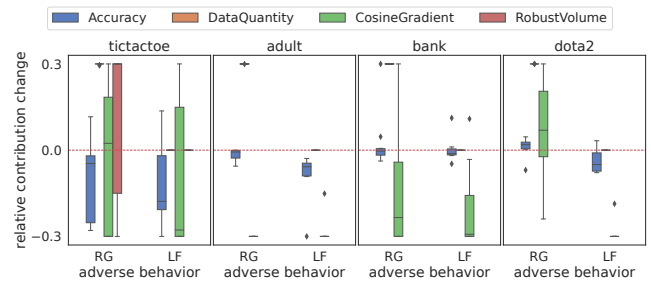 Accuracy DataQuantity CosineGradient RobustVolume
tictactoe adult bank dota2
relative contribution change
0.3
0.0
−0.3
RG LF RG LF RG LF RG LF
adverse behavior adverse behavior adverse behavior adverse behavior